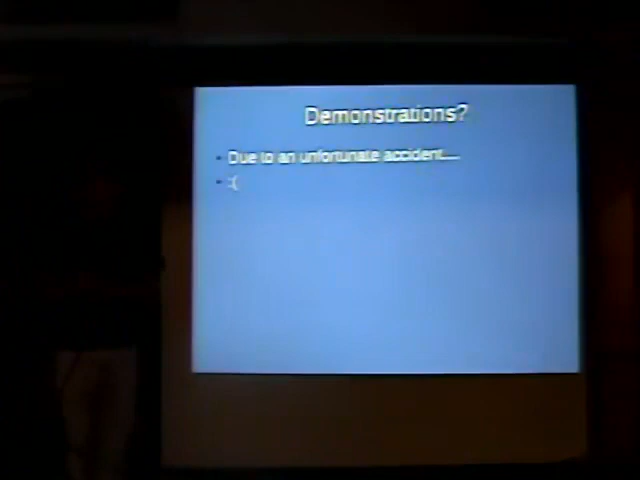 Demonstrations?
• Due to an unfortunate accident....
• :(